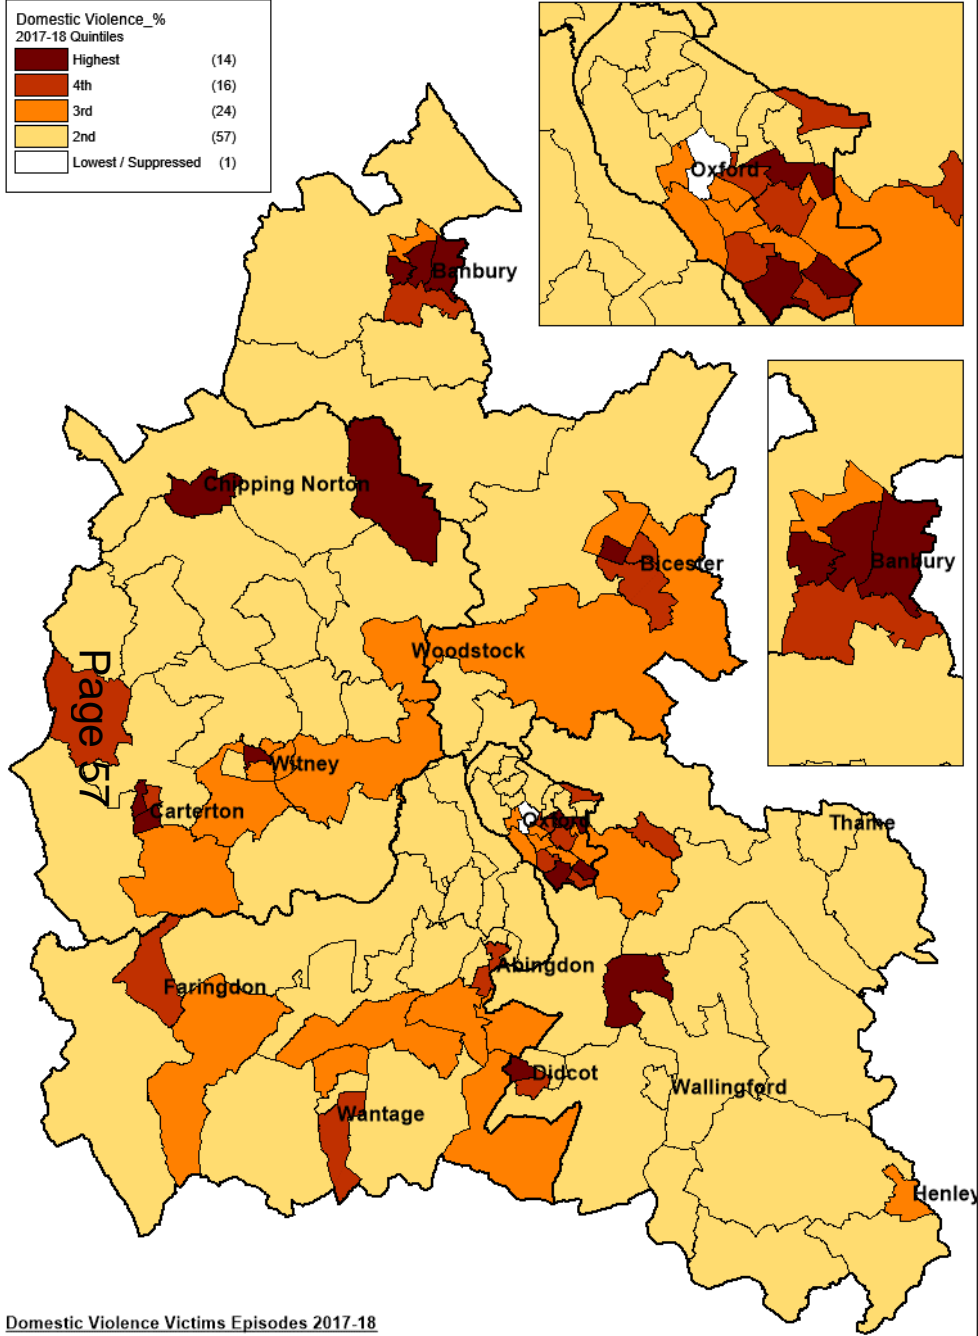 Domestic Violence_%
2017-18 Quintiles
Highest (14)
4th (16)
3rd (24)
2nd (57)
Lowest / Suppressed (1)
Oxford
Banbury
Banbury
Chipping Norton
Bicester
Woodstock
Page 57
Witney
Carterton
Oxford
Thame
Abingdon
Faringdon
Didcot
Wallingford
Wantage
Henley
Domestic Violence Victims Episodes 2017-18